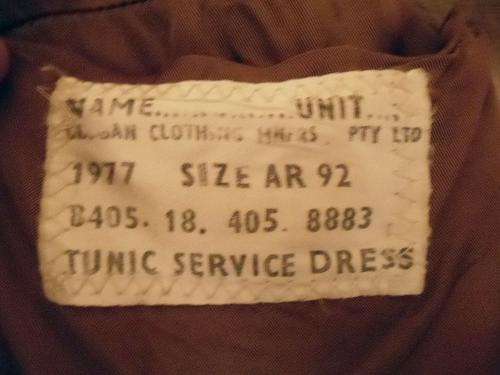 NAME.................UNIT.....
CLOTHING PTY LTD
1977 SIZE AR 92
8405. 18. 405. 8883
TUNIC SERVICE DRESS